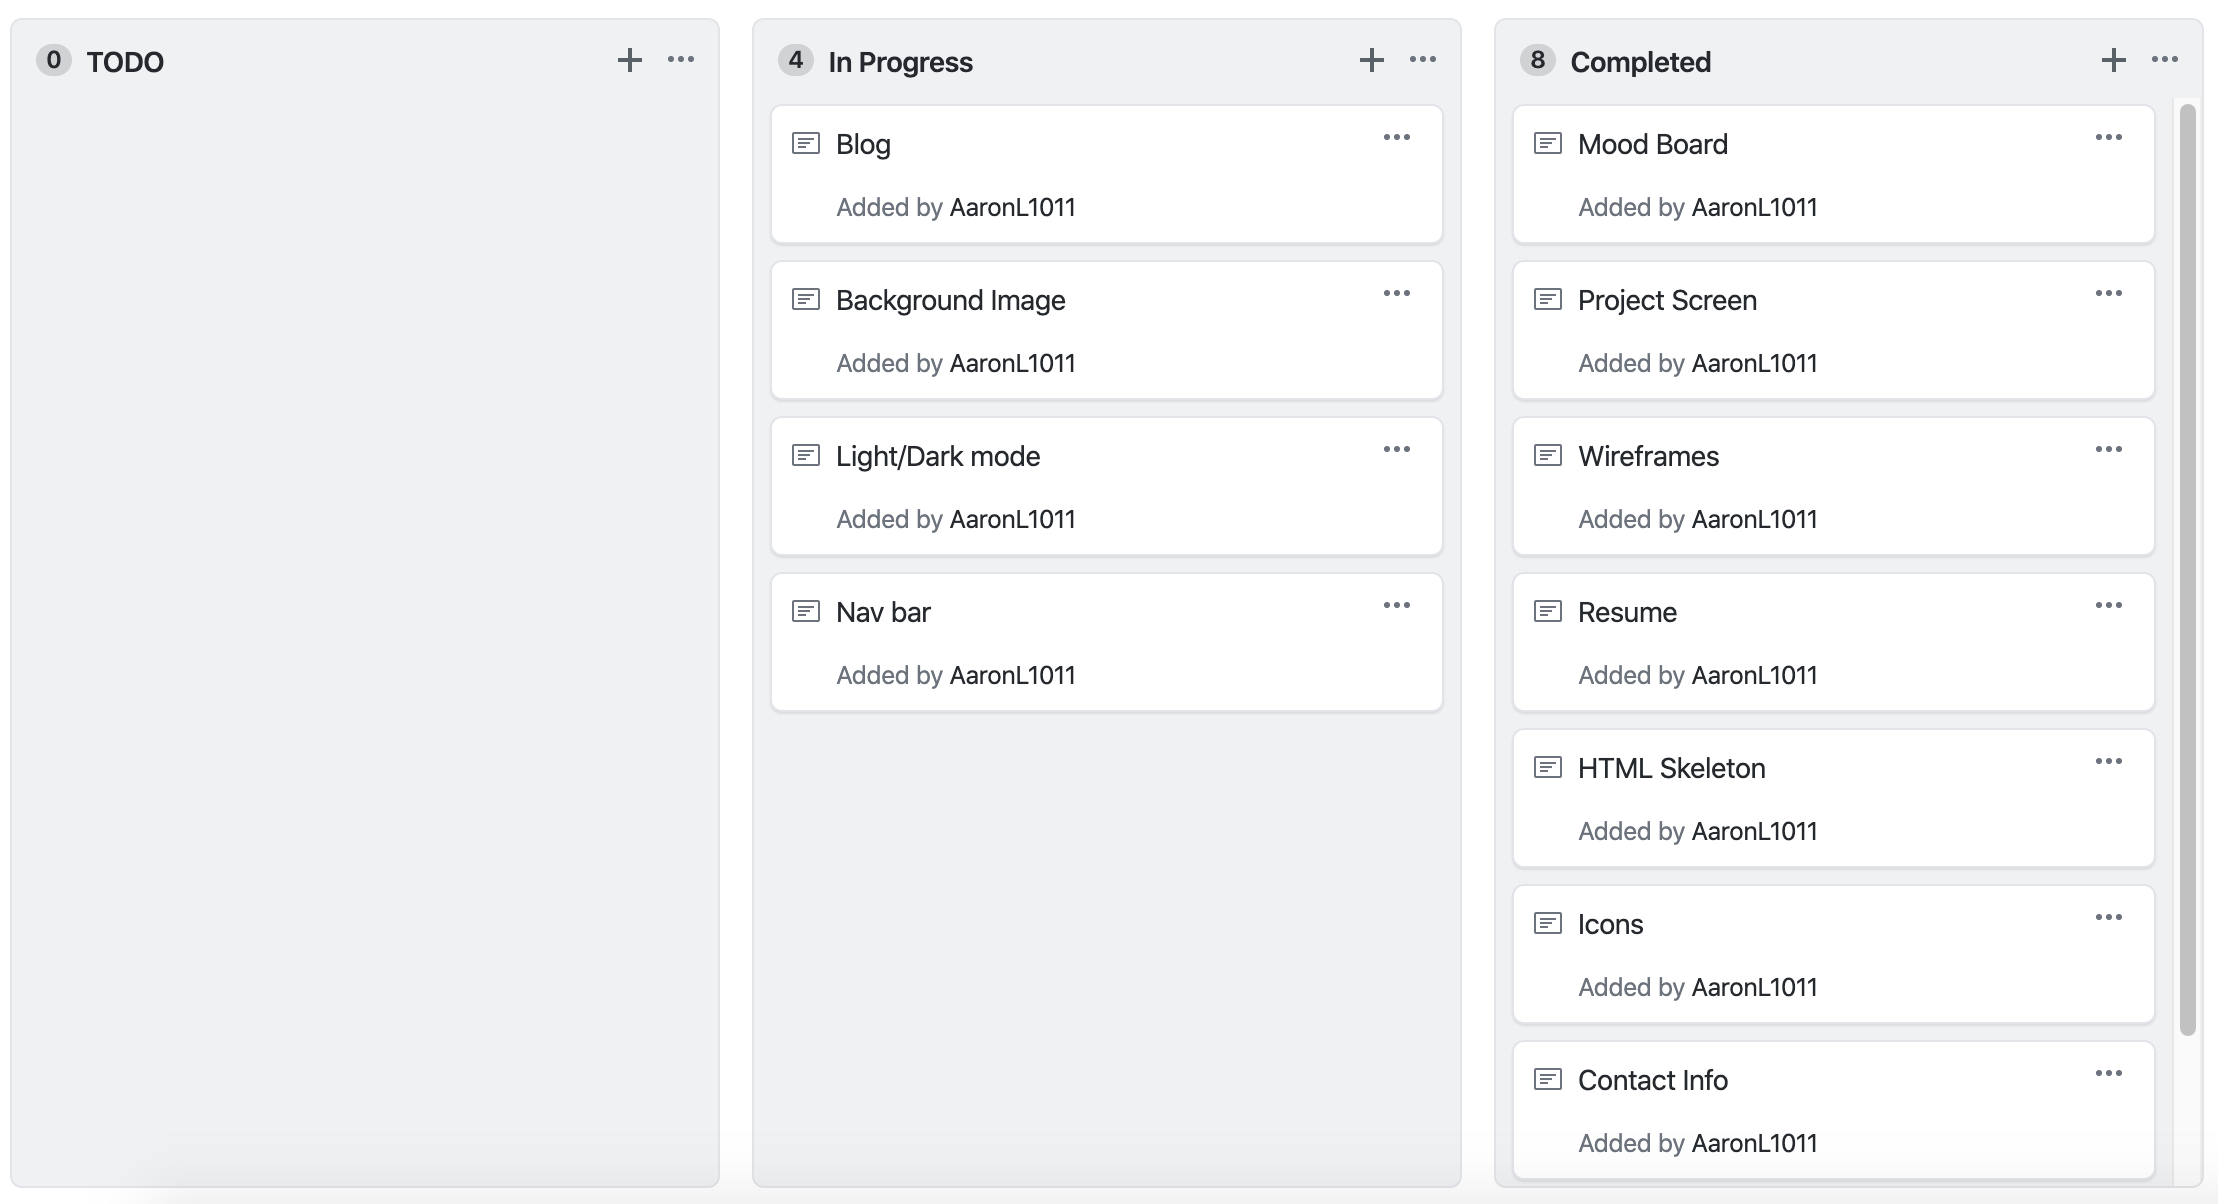 0 TODO
4 In Progress
Blog
Added by AaronL1011
Background Image
Added by AaronL1011
Light/Dark mode
Added by AaronL1011
Nav bar
Added by AaronL1011
8 Completed
Mood Board
Added by AaronL1011
Project Screen
Added by AaronL1011
Wireframes
Added by AaronL1011
Resume
Added by AaronL1011
HTML Skeleton
Added by AaronL1011
Icons
Added by AaronL1011
Contact Info
Added by AaronL1011